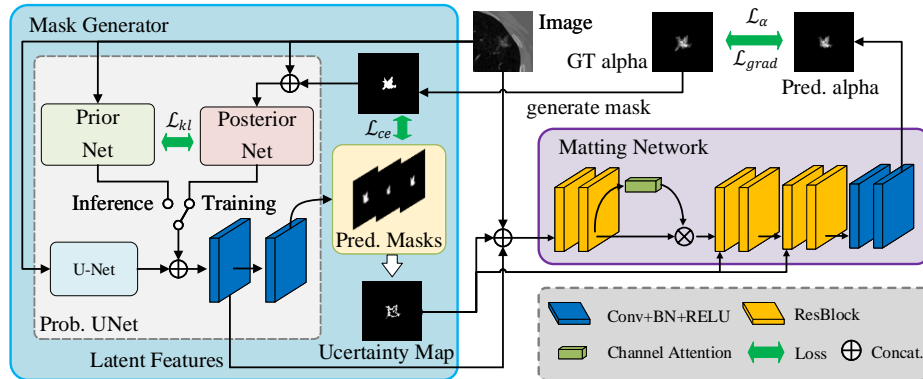 Mask Generator
Image
GT alpha
ℒα
ℒgrad
Pred. alpha
generate mask
Prior
Net
ℒkl
Posterior
Net
ℒce
Inference
Training
Pred. Masks
U-Net
Prob. UNet
Latent Features
Ucertainty Map
Matting Network
Conv+BN+RELU
ResBlock
Channel Attention
Loss
Concat.